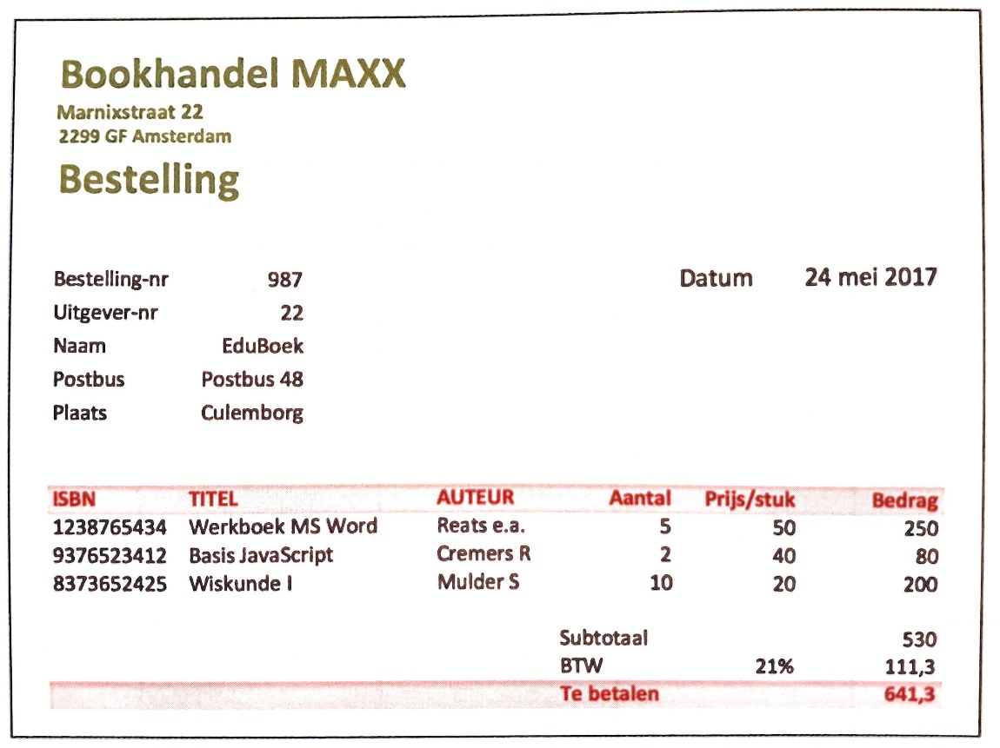 Bookhandel MAXX
Marnixstraat 22
2299 GF Amsterdam
Bestelling
Bestelling-nr 987 Datum 24 mei 2017
Uitgever-nr 22
Naam EduBoek
Postbus Postbus 48
Plaats Culemborg
ISBN TITEL AUTEUR Aantal Prijs/stuk Bedrag
1238765434 Werkboek MS Word Reats e.a. 5 50 250
9376523412 Basis JavaScript Cremers R 2 40 80
8373652425 Wiskunde I Mulder S 10 20 200
Subtotaal 530
BTW 21% 111,3
Te betalen 641,3